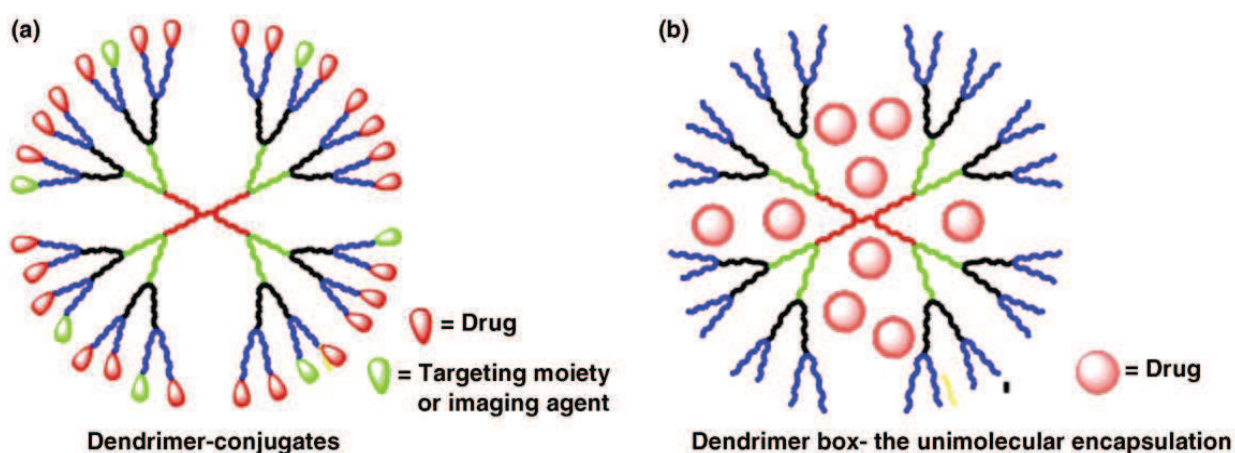 (a)
(b)
= Drug
= Targeting moiety
or imaging agent
= Drug
Dendrimer-conjugates
Dendrimer box- the unimolecular encapsulation